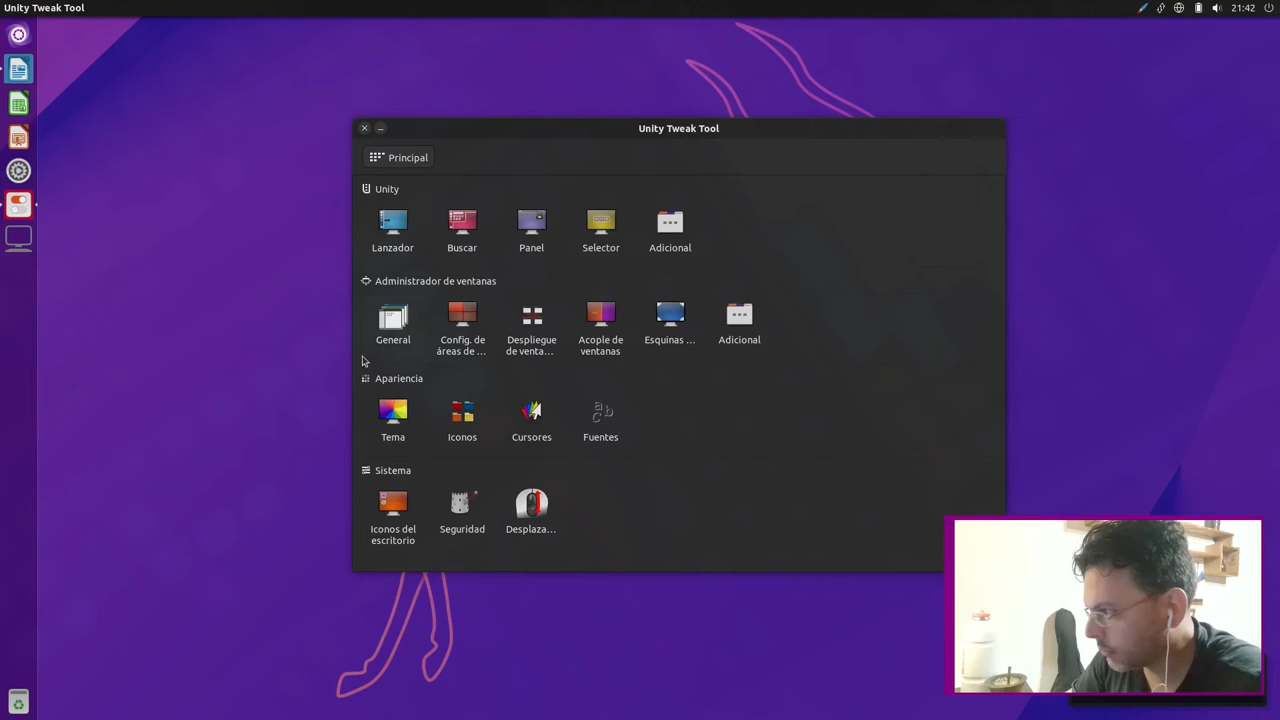 Unity Tweak Tool
21:42
Unity Tweak Tool
Principal
Unity
Lanzador
Buscar
Panel
Selector
Adicional
Administrador de ventanas
General
Config. de
áreas de ...
Despliegue
de venta...
Acople de
ventanas
Esquinas ...
Adicional
Apariencia
Tema
Iconos
Cursores
abc
Fuentes
Sistema
Iconos del
escritorio
Seguridad
Desplaza...